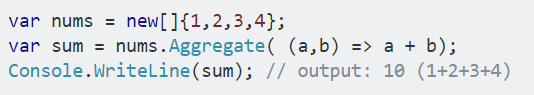 var nums = new[]{1,2,3,4};
var sum = nums.Aggregate( (a,b) => a + b);
Console.WriteLine(sum); // output: 10 (1+2+3+4)